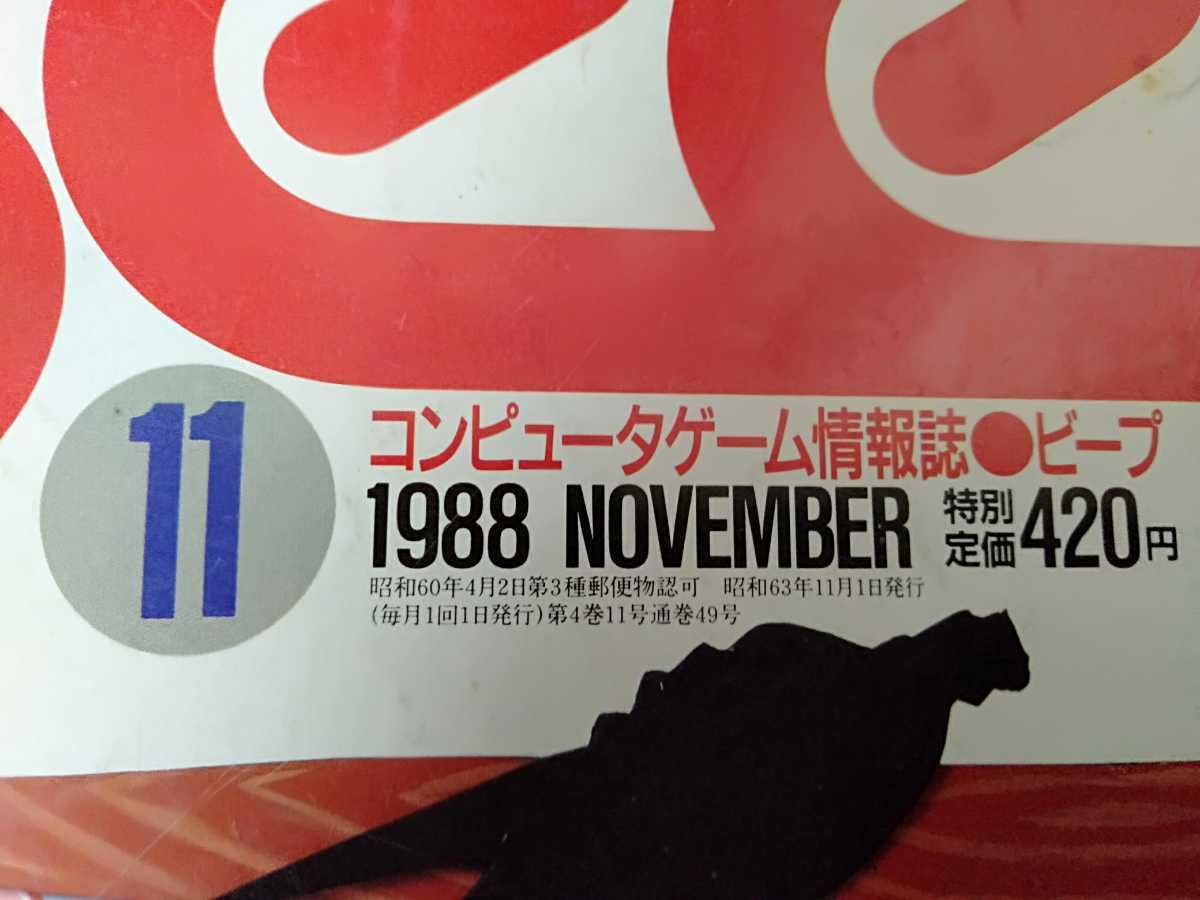 11
コンピュータゲーム情報誌●ビープ
1988 NOVEMBER 特別定価420円
昭和60年4月2日第3種郵便物認可 昭和63年11月1日発行
(毎月1回1日発行)第4巻11号通巻49号